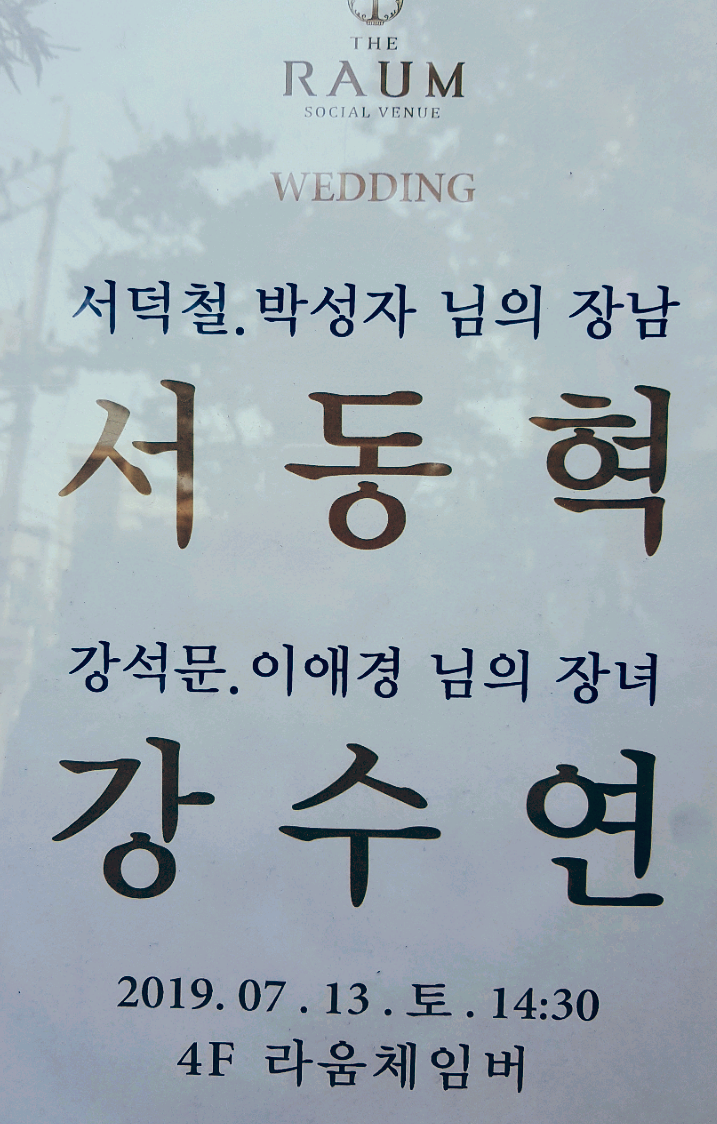 THE
RAUM
SOCIAL VENUE
WEDDING
서덕철.박성자 님의 장남
서동혁
강석문.이애경 님의 장녀
강수연
2019. 07 . 13 . 토 . 14:30
4F 라움체임버